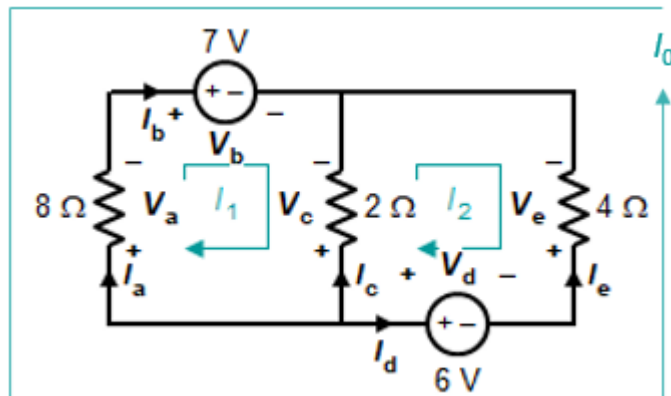 7 V
I0
+ −
Ib + −
Vb
− − −
8 Ω Va I1 Vc 2 Ω I2 Ve 4 Ω
+ + + Vd − +
Ia Ic Ie
+ −
Id
6 V